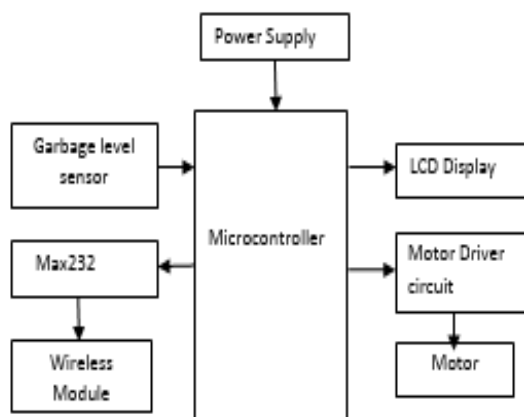 Power Supply
Garbage level
sensor
LCD Display
Microcontroller
Max232
Motor Driver
circuit
Wireless
Module
Motor